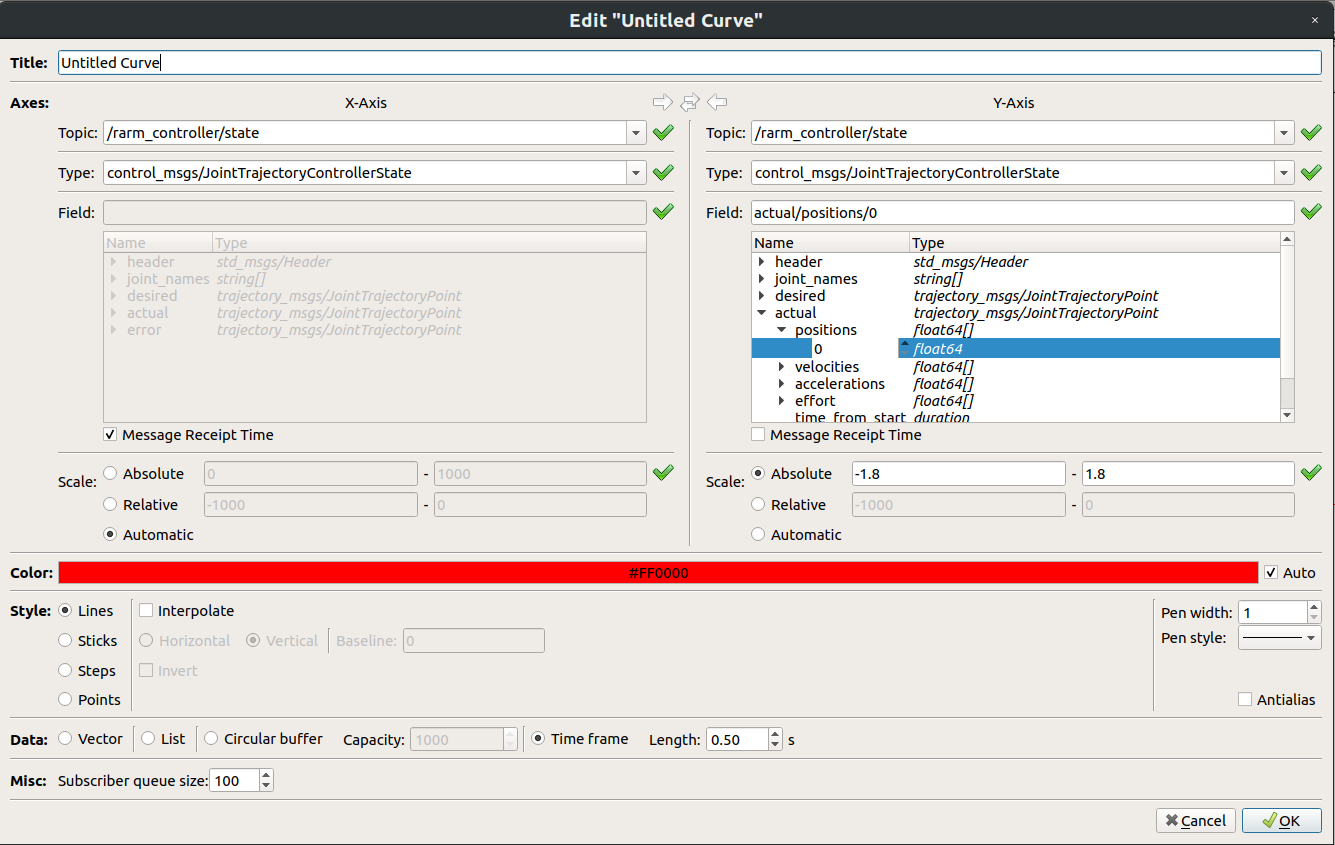 Edit "Untitled Curve"
×
Title: Untitled Curve
Axes: X-Axis Y-Axis
Topic: /rarm_controller/state Topic: /rarm_controller/state
Type: control_msgs/JointTrajectoryControllerState Type: control_msgs/JointTrajectoryControllerState
Field: Field: actual/positions/0
Name Type Name Type
header std_msgs/Header header std_msgs/Header
joint_names string[] joint_names string[]
desired trajectory_msgs/JointTrajectoryPoint desired trajectory_msgs/JointTrajectoryPoint
actual trajectory_msgs/JointTrajectoryPoint actual trajectory_msgs/JointTrajectoryPoint
error trajectory_msgs/JointTrajectoryPoint positions float64[]
0 float64
velocities float64[]
accelerations float64[]
effort float64[]
time_from_start duration
Message Receipt Time Message Receipt Time
Scale: Absolute 0 - 1000 Scale: Absolute -1.8 - 1.8
Relative -1000 - 0 Relative -1000 - 0
Automatic Automatic
Color: #FF0000 Auto
Style: Lines Interpolate Pen width: 1
Sticks Horizontal Vertical Baseline: 0 Pen style:
Steps Invert
Points Antialias
Data: Vector List Circular buffer Capacity: 1000 Time frame Length: 0.50 s
Misc: Subscriber queue size: 100
Cancel OK